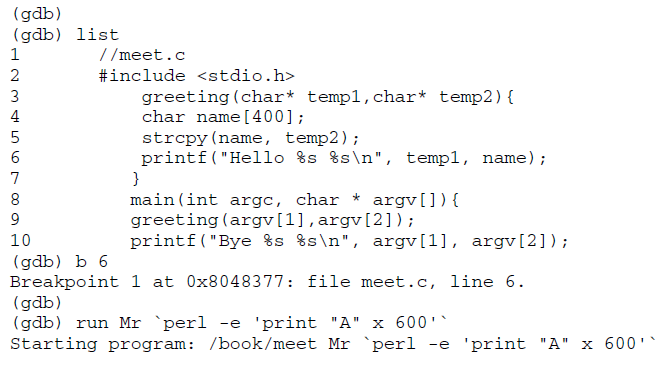 (gdb)
(gdb) list
1        //meet.c
2        #include <stdio.h>
3            greeting(char* temp1,char* temp2){
4            char name[400];
5            strcpy(name, temp2);
6            printf("Hello %s %s\n", temp1, name);
7           }
8           main(int argc, char * argv[]){
9           greeting(argv[1],argv[2]);
10          printf("Bye %s %s\n", argv[1], argv[2]);
(gdb) b 6
Breakpoint 1 at 0x8048377: file meet.c, line 6.
(gdb)
(gdb) run Mr `perl -e 'print "A" x 600'`
Starting program: /book/meet Mr `perl -e 'print "A" x 600'`